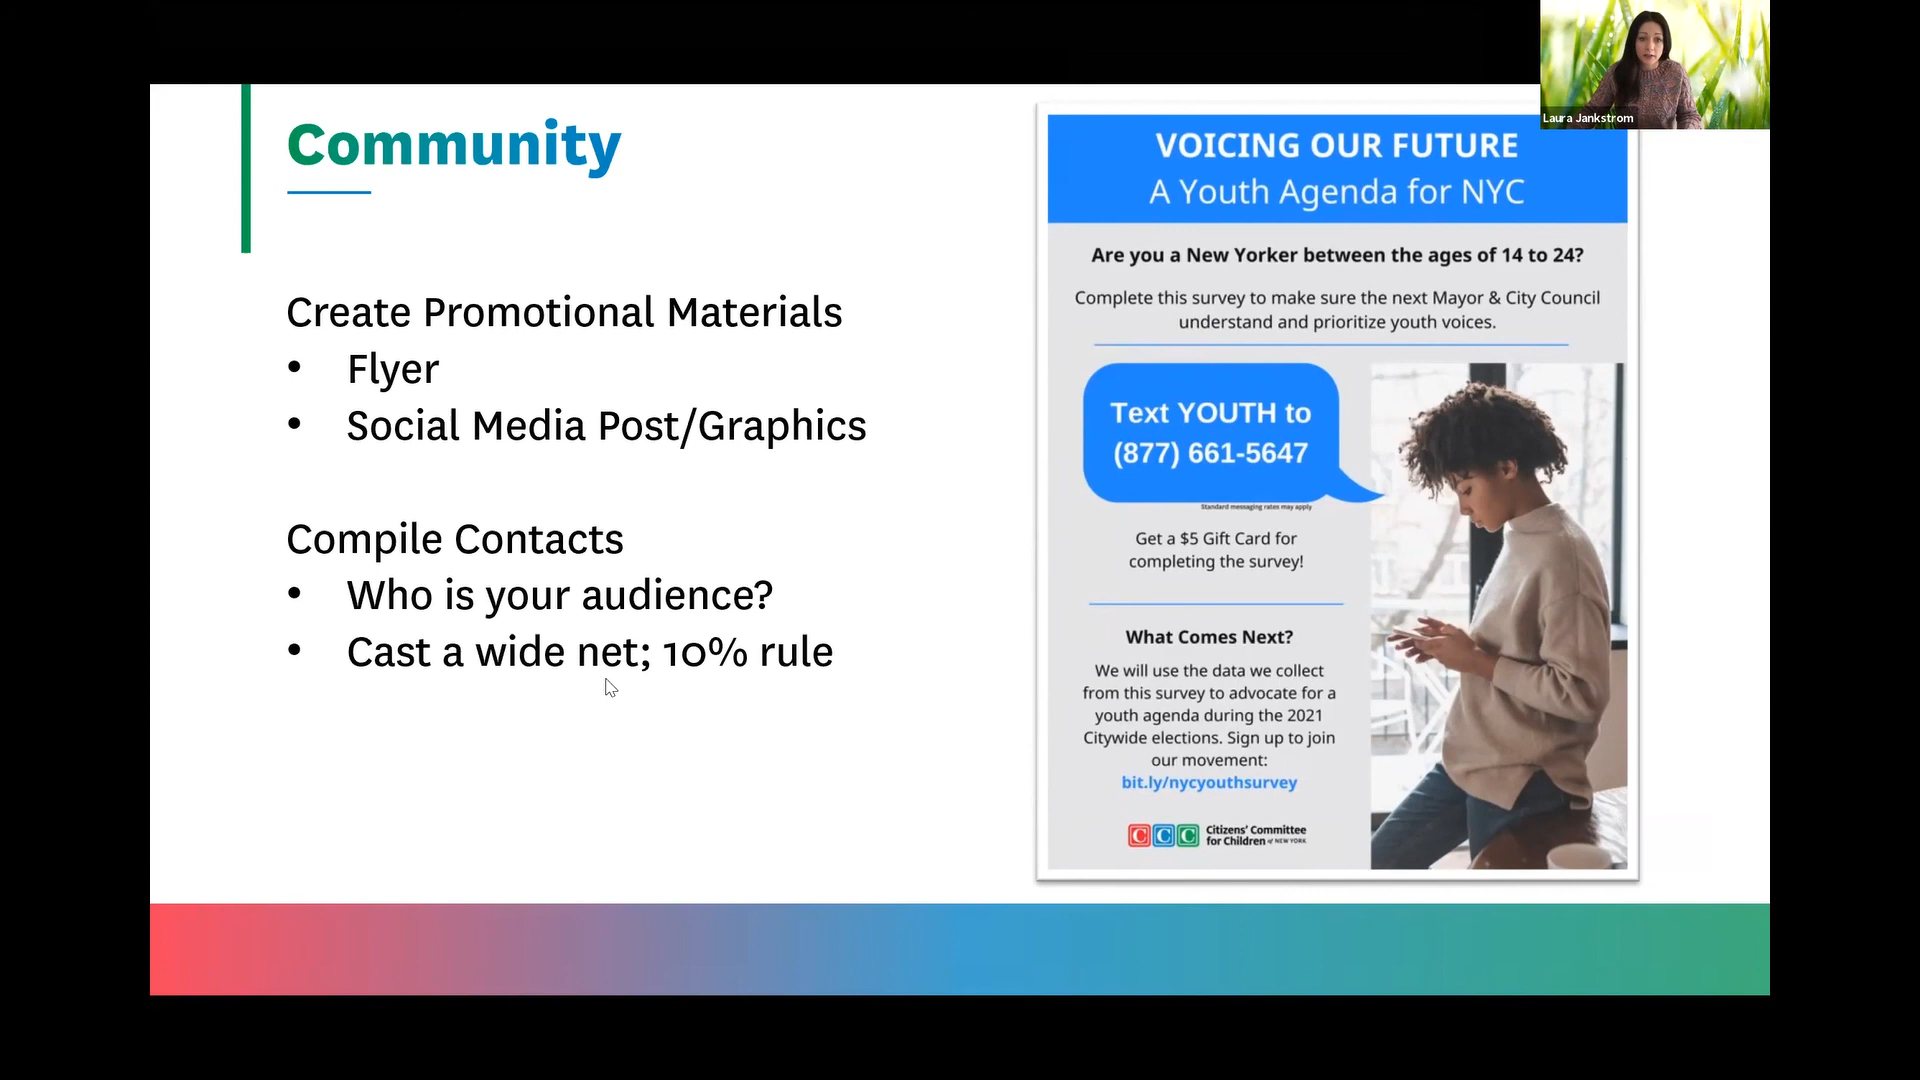 Community
Create Promotional Materials
• Flyer
• Social Media Post/Graphics
Compile Contacts
• Who is your audience?
• Cast a wide net; 10% rule
VOICING OUR FUTURE
A Youth Agenda for NYC
Are you a New Yorker between the ages of 14 to 24?
Complete this survey to make sure the next Mayor & City Council
understand and prioritize youth voices.
Text YOUTH to
(877) 661-5647
Standard messaging rates may apply
Get a $5 Gift Card for
completing the survey!
What Comes Next?
We will use the data we collect
from this survey to advocate for a
youth agenda during the 2021
Citywide elections. Sign up to join
our movement:
bit.ly/nycyouthsurvey
C C C Citizens' Committee
for Children of NEW YORK
Laura Jankstrom